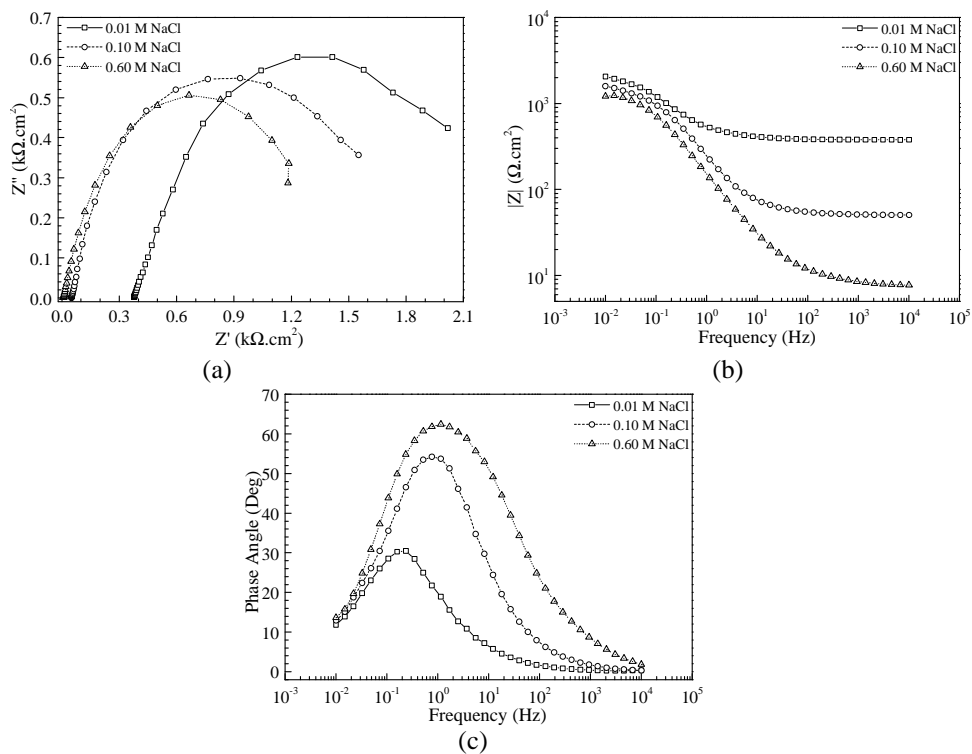 0.7
0.6
0.5
0.4
0.3
0.2
0.1
0.0
Z'' (kΩ.cm²)
0.01 M NaCl
0.10 M NaCl
0.60 M NaCl
0.0 0.3 0.6 0.9 1.2 1.5 1.8 2.1
Z' (kΩ.cm²)
(a)
10⁴
10³
10²
10¹
|Z| (Ω.cm²)
0.01 M NaCl
0.10 M NaCl
0.60 M NaCl
10⁻³ 10⁻² 10⁻¹ 10⁰ 10¹ 10² 10³ 10⁴ 10⁵
Frequency (Hz)
(b)
70
60
50
40
30
20
10
0
Phase Angle (Deg)
0.01 M NaCl
0.10 M NaCl
0.60 M NaCl
10⁻³ 10⁻² 10⁻¹ 10⁰ 10¹ 10² 10³ 10⁴ 10⁵
Frequency (Hz)
(c)